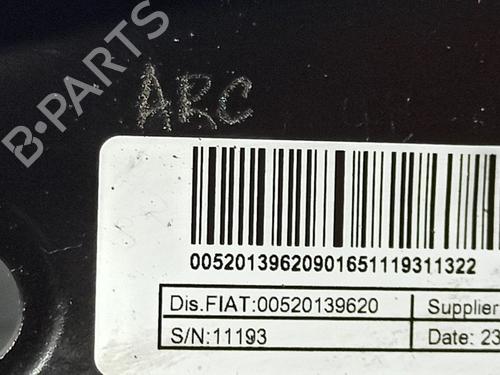 B-PARTS
ARC
00520139620901651119311322
Dis.FIAT:00520139620 Supplier
S/N:11193 Date: 23